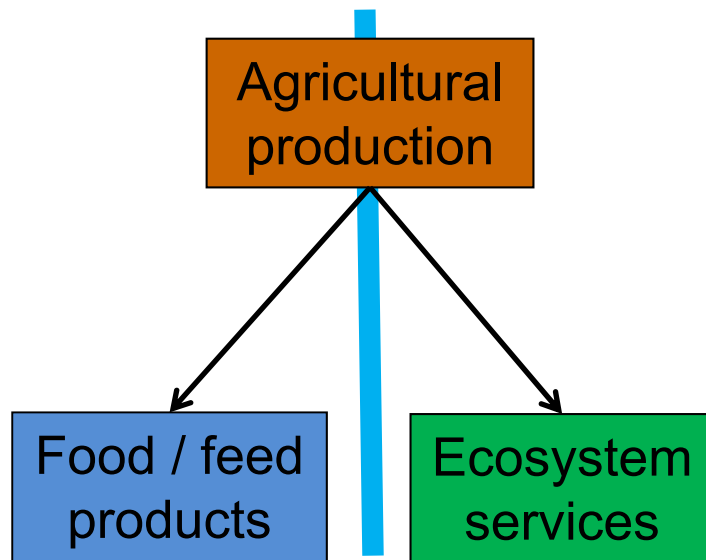 Agricultural
production
Food / feed
products
Ecosystem
services